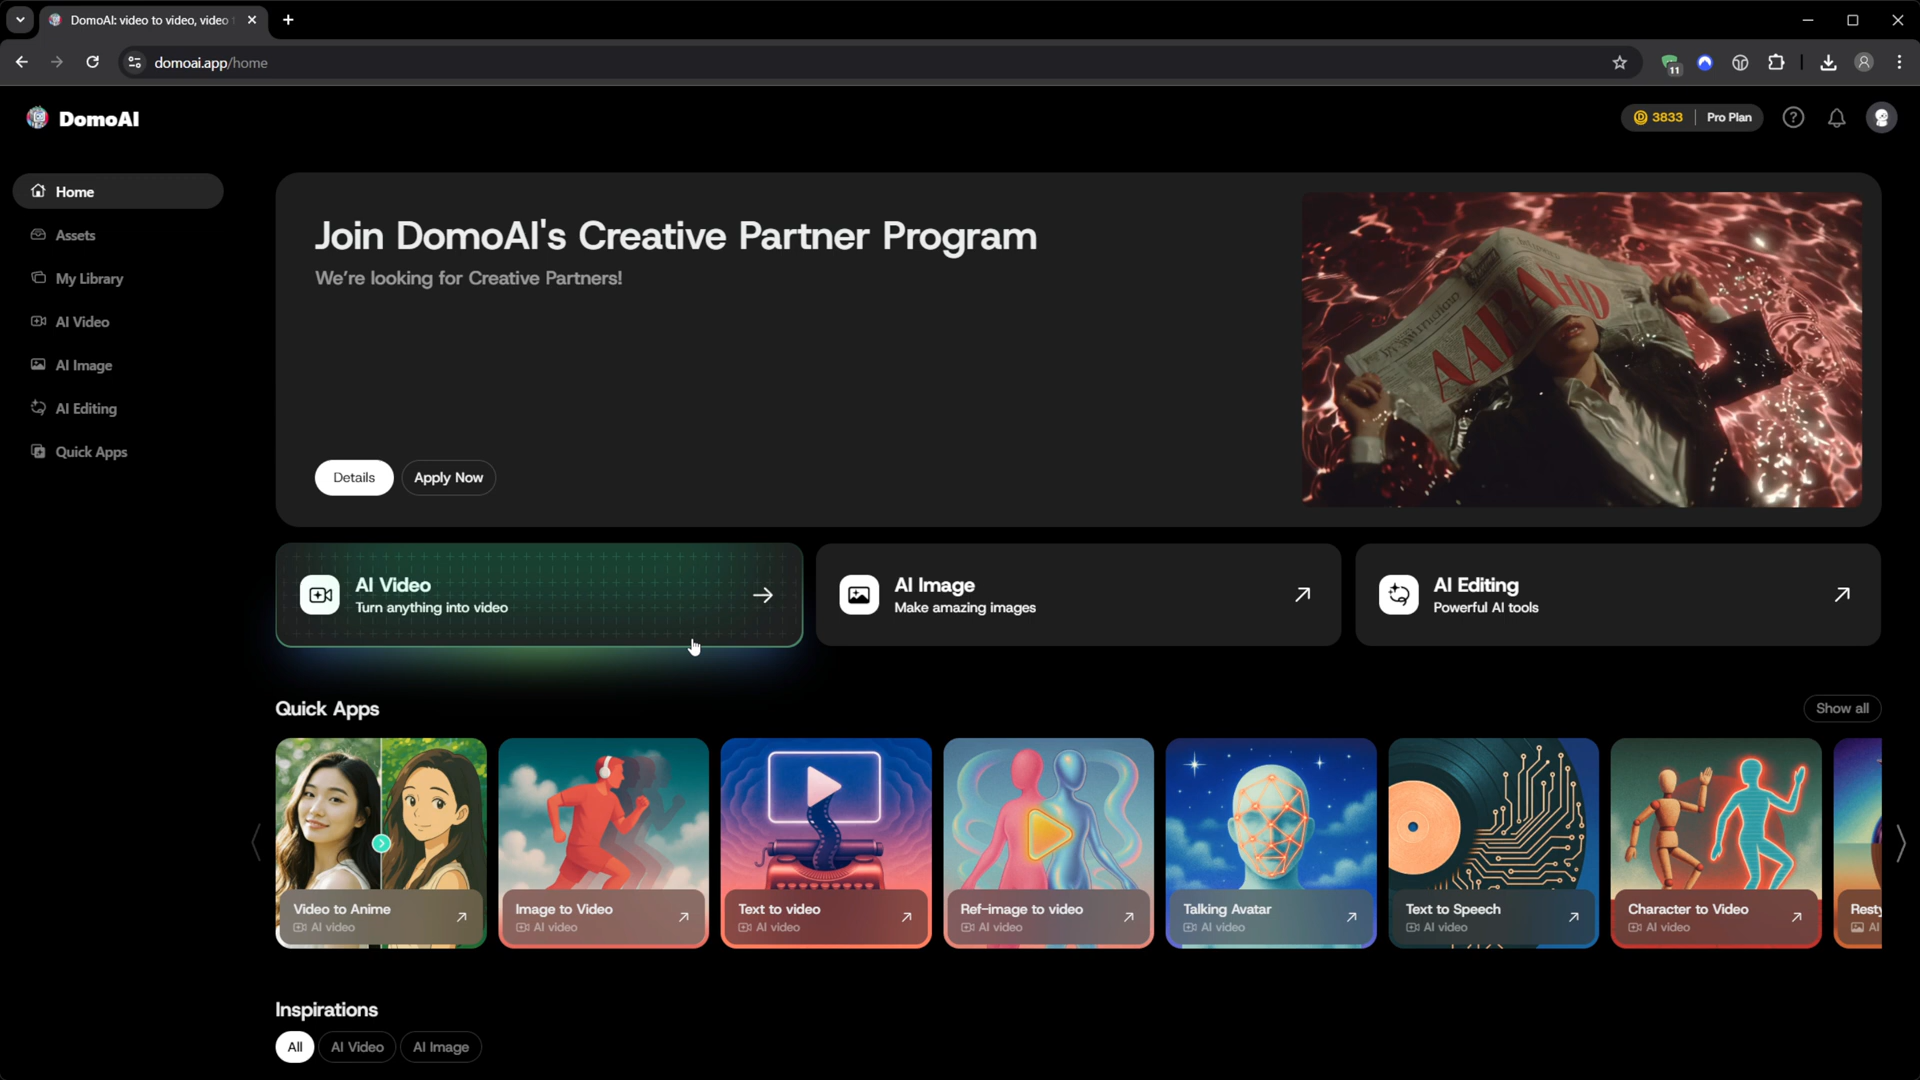 DomoAI: video to video, video
domoai.app/home
11
DomoAI
3833
Pro Plan
Home
Assets
My Library
AI Video
AI Image
AI Editing
Quick Apps
Join DomoAI's Creative Partner Program
We're looking for Creative Partners!
Details
Apply Now
AI Video
Turn anything into video
AI Image
Make amazing images
AI Editing
Powerful AI tools
Quick Apps
Show all
Video to Anime
AI video
Image to Video
AI video
Text to video
AI video
Ref-image to video
AI video
Talking Avatar
AI video
Text to Speech
AI video
Character to Video
AI video
Resty
AI
Inspirations
All
AI Video
AI Image